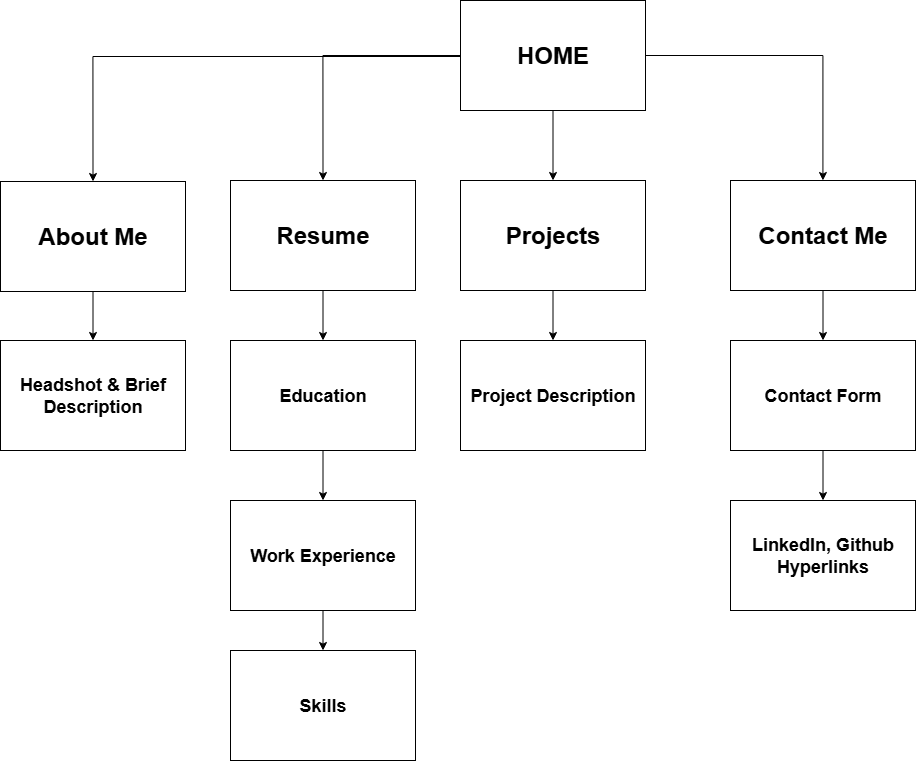 HOME
About Me
Resume
Projects
Contact Me
Headshot & Brief
Description
Education
Project Description
Contact Form
Work Experience
LinkedIn, Github
Hyperlinks
Skills